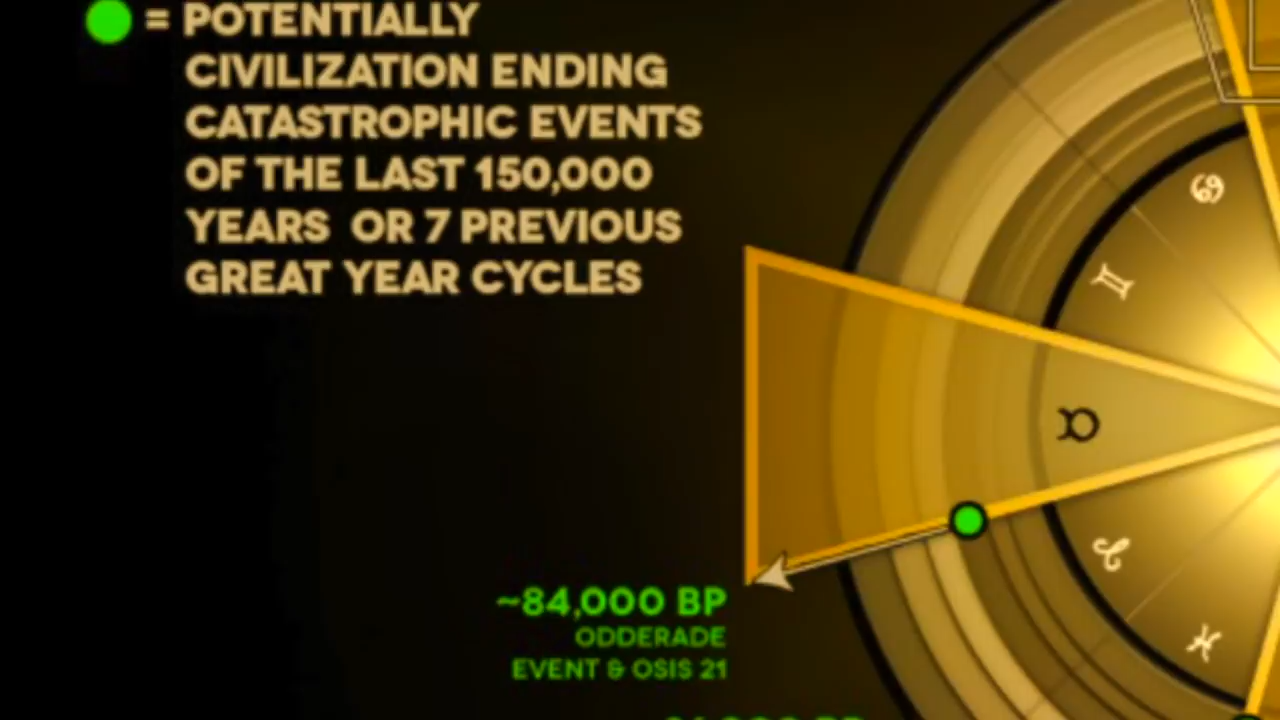 = POTENTIALLY
CIVILIZATION ENDING
CATASTROPHIC EVENTS
OF THE LAST 150,000
YEARS OR 7 PREVIOUS
GREAT YEAR CYCLES
~84,000 BP
ODDERADE
EVENT & OSIS 21